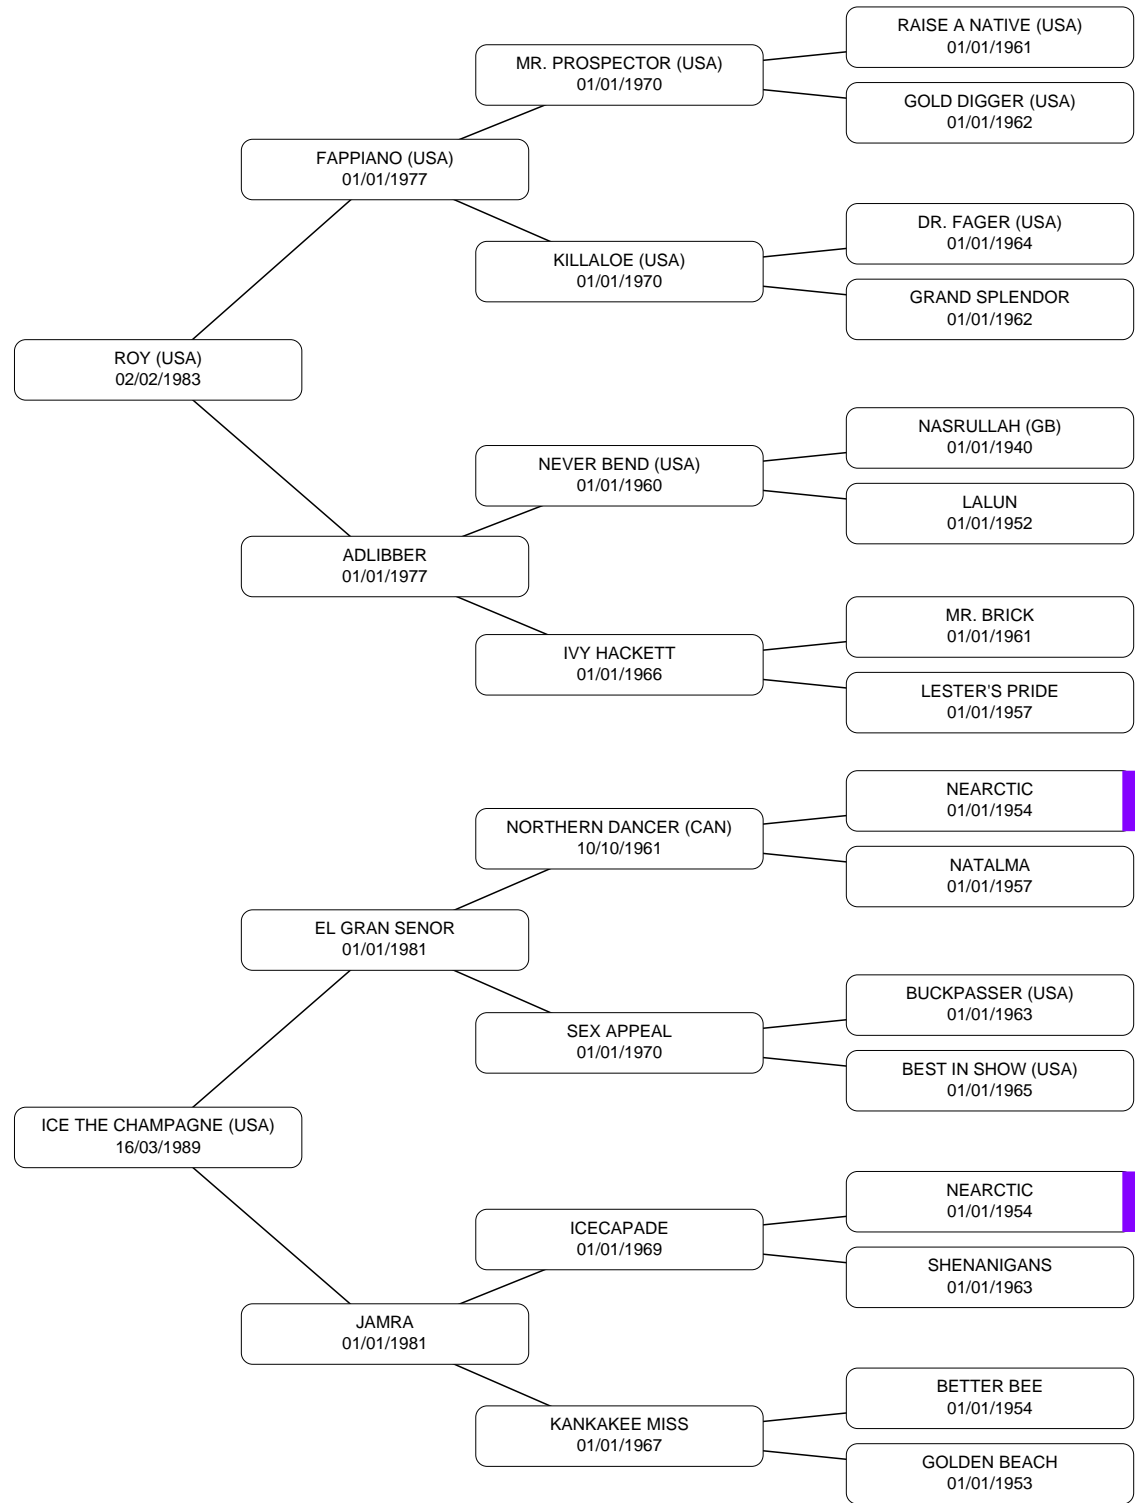 RAISE A NATIVE (USA)
01/01/1961
MR. PROSPECTOR (USA)
01/01/1970
GOLD DIGGER (USA)
01/01/1962
FAPPIANO (USA)
01/01/1977
DR. FAGER (USA)
01/01/1964
KILLALOE (USA)
01/01/1970
GRAND SPLENDOR
01/01/1962
ROY (USA)
02/02/1983
NASRULLAH (GB)
01/01/1940
NEVER BEND (USA)
01/01/1960
LALUN
01/01/1952
ADLIBBER
01/01/1977
MR. BRICK
01/01/1961
IVY HACKETT
01/01/1966
LESTER'S PRIDE
01/01/1957
NEARCTIC
01/01/1954
NORTHERN DANCER (CAN)
10/10/1961
NATALMA
01/01/1957
EL GRAN SENOR
01/01/1981
BUCKPASSER (USA)
01/01/1963
SEX APPEAL
01/01/1970
BEST IN SHOW (USA)
01/01/1965
ICE THE CHAMPAGNE (USA)
16/03/1989
NEARCTIC
01/01/1954
ICECAPADE
01/01/1969
SHENANIGANS
01/01/1963
JAMRA
01/01/1981
BETTER BEE
01/01/1954
KANKAKEE MISS
01/01/1967
GOLDEN BEACH
01/01/1953